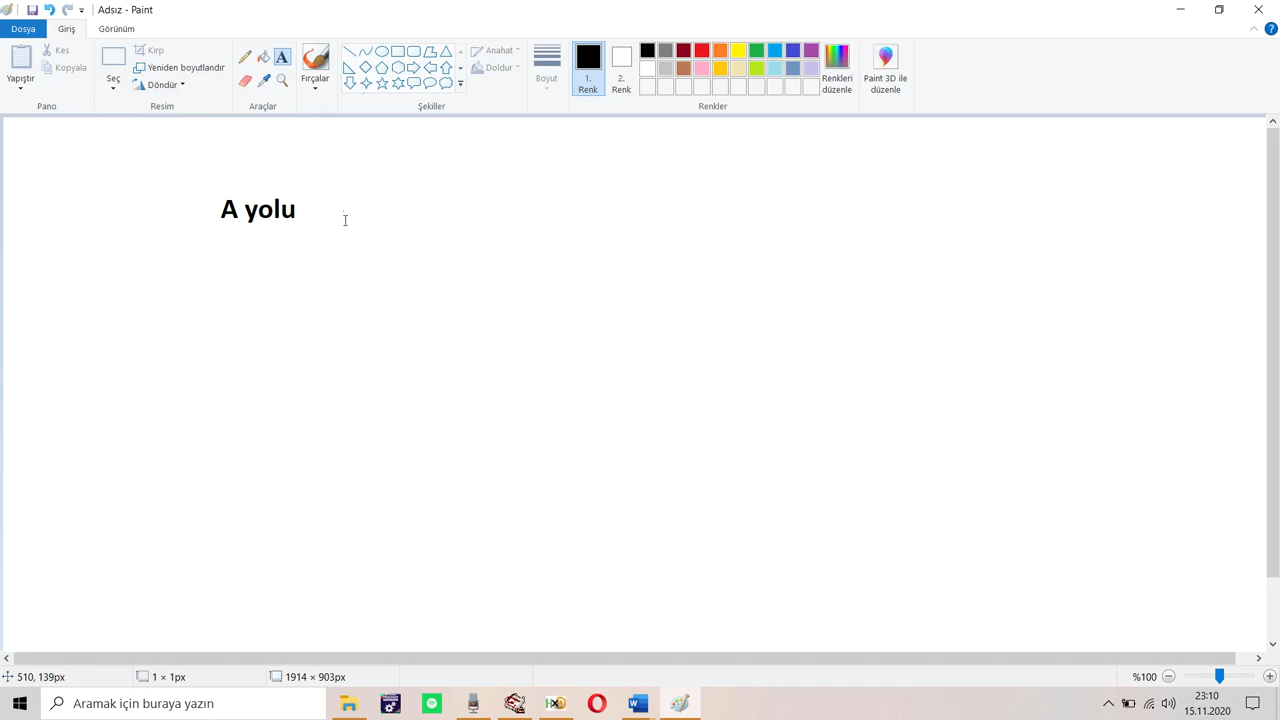 Adsız - Paint
Dosya Giriş Görünüm
Yapıştır
Kes
Kopyala
Pano
Seç
Kırp
Yeniden boyutlandır
Döndür
Resim
A
Araçlar
Fırçalar
Şekiller
Anahat
Doldur
Boyut
1.
Renk
2.
Renk
Renkler
Renkleri
düzenle
Paint 3D ile
düzenle
A yolu
510, 139px
1 × 1px
1914 × 903px
%100
Aramak için buraya yazın
23:10
15.11.2020